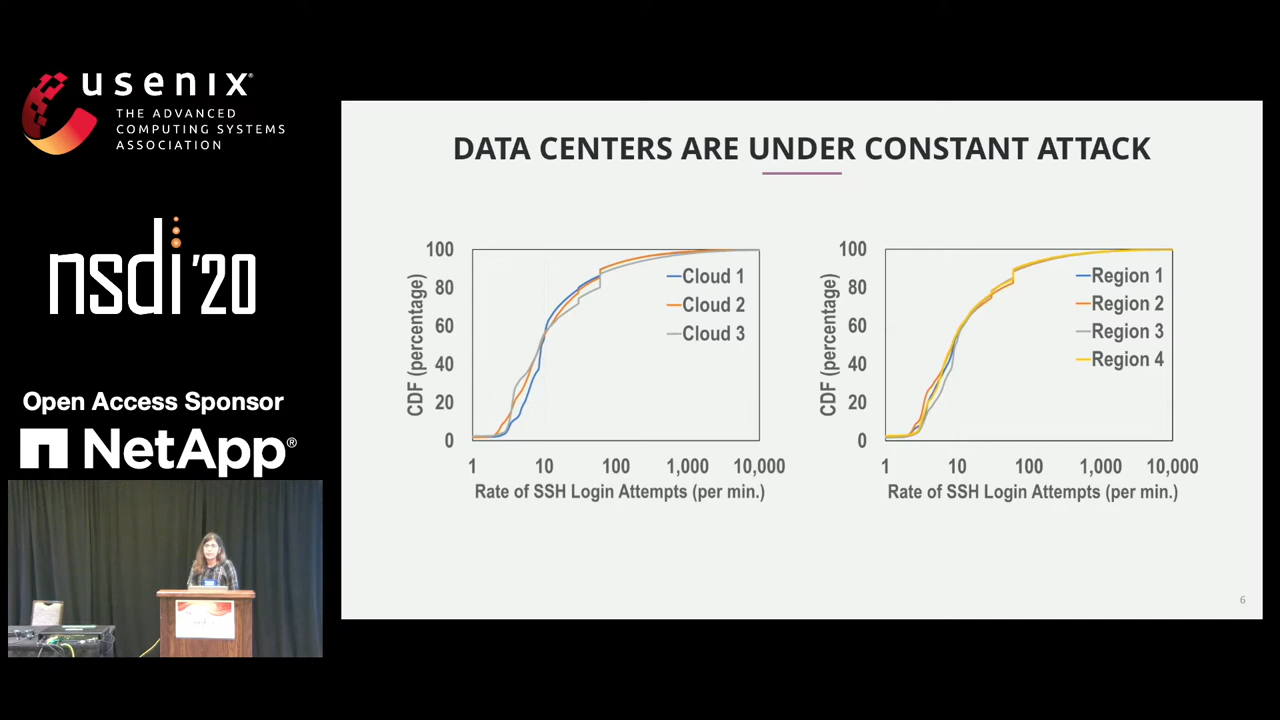 usenix®
THE ADVANCED
COMPUTING SYSTEMS
ASSOCIATION
nsdi '20
Open Access Sponsor
NetApp®
DATA CENTERS ARE UNDER CONSTANT ATTACK
CDF (percentage)
100
80
60
40
20
0
1 10 100 1,000 10,000
Rate of SSH Login Attempts (per min.)
Cloud 1
Cloud 2
Cloud 3
CDF (percentage)
100
80
60
40
20
0
1 10 100 1,000 10,000
Rate of SSH Login Attempts (per min.)
Region 1
Region 2
Region 3
Region 4
6